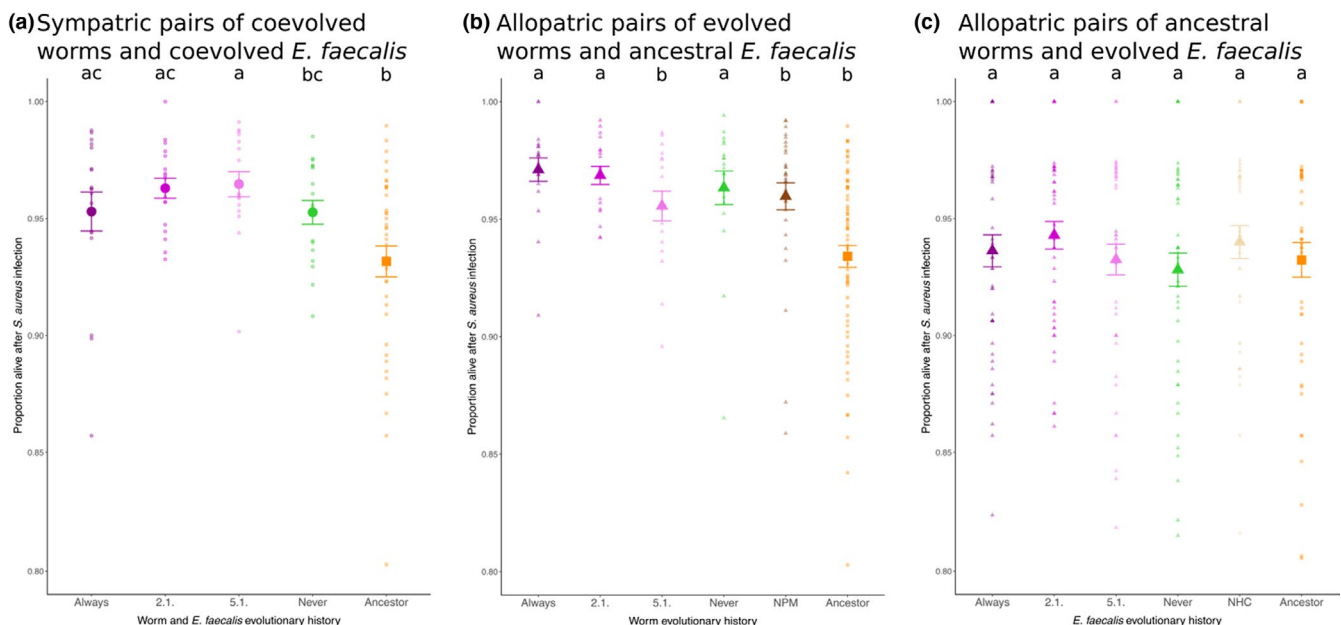 (a) Sympatric pairs of coevolved
worms and coevolved E. faecalis
ac ac a bc b
1.00
0.95
0.90
0.85
0.80
Proportion alive after S. aureus infection
Always 2.1. 5.1. Never Ancestor
Worm and E. faecalis evolutionary history
(b) Allopatric pairs of evolved
worms and ancestral E. faecalis
a a b a b b
1.00
0.95
0.90
0.85
0.80
Proportion alive after S. aureus infection
Always 2.1. 5.1. Never NPM Ancestor
Worm evolutionary history
(c) Allopatric pairs of ancestral
worms and evolved E. faecalis
a a a a a a
1.00
0.95
0.90
0.85
0.80
Proportion alive after S. aureus infection
Always 2.1. 5.1. Never NHC Ancestor
E. faecalis evolutionary history